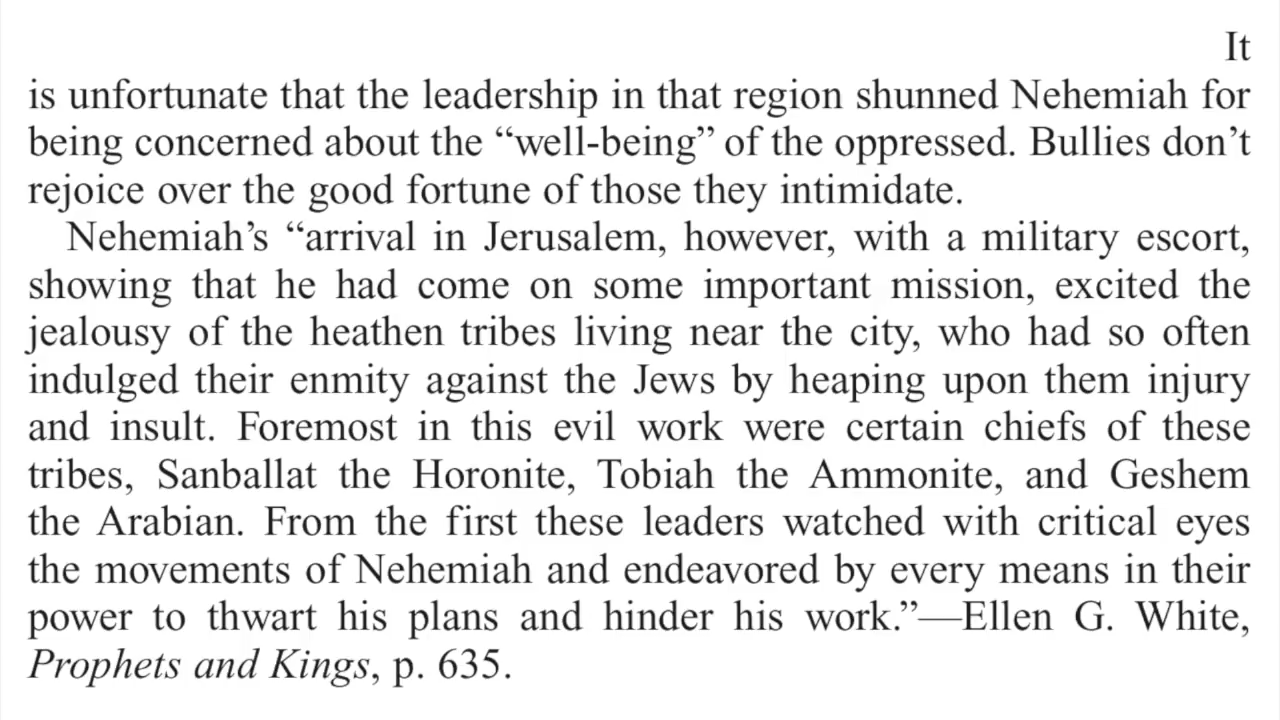 It
is unfortunate that the leadership in that region shunned Nehemiah for
being concerned about the “well-being” of the oppressed. Bullies don’t
rejoice over the good fortune of those they intimidate.
Nehemiah’s “arrival in Jerusalem, however, with a military escort,
showing that he had come on some important mission, excited the
jealousy of the heathen tribes living near the city, who had so often
indulged their enmity against the Jews by heaping upon them injury
and insult. Foremost in this evil work were certain chiefs of these
tribes, Sanballat the Horonite, Tobiah the Ammonite, and Geshem
the Arabian. From the first these leaders watched with critical eyes
the movements of Nehemiah and endeavored by every means in their
power to thwart his plans and hinder his work.”—Ellen G. White,
Prophets and Kings, p. 635.